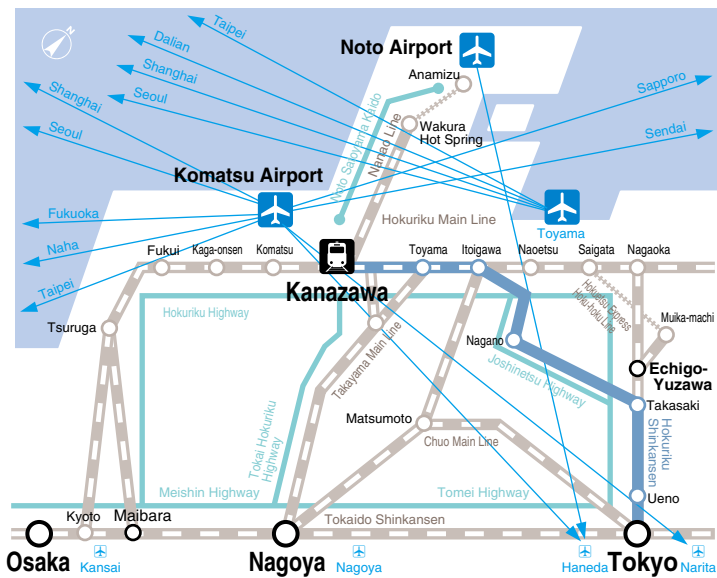 Taipei
Dalian
Shanghai
Seoul
Shanghai
Seoul
Noto Airport
Anamizu
Sapporo
Sendai
Wakura
Hot Spring
Noto Satoyama Kaido
Nanao Line
Komatsu Airport
Toyama
Fukuoka
Naha
Taipei
Hokuriku Main Line
Fukui
Kaga-onsen
Komatsu
Toyama
Itoigawa
Naoetsu
Saigata
Nagaoka
Kanazawa
Hokuriku Highway
Hokuetsu Express
Hoku-hoku Line
Muika-machi
Tsuruga
Takayama Main Line
Nagano
Joshinetsu Highway
Echigo-
Yuzawa
Takasaki
Matsumoto
Chuo Main Line
Hokuriku
Shinkansen
Tokai Hokuriku
Highway
Meishin Highway
Tomei Highway
Ueno
Kyoto
Maibara
Tokaido Shinkansen
Osaka
Kansai
Nagoya
Nagoya
Haneda
Tokyo
Narita